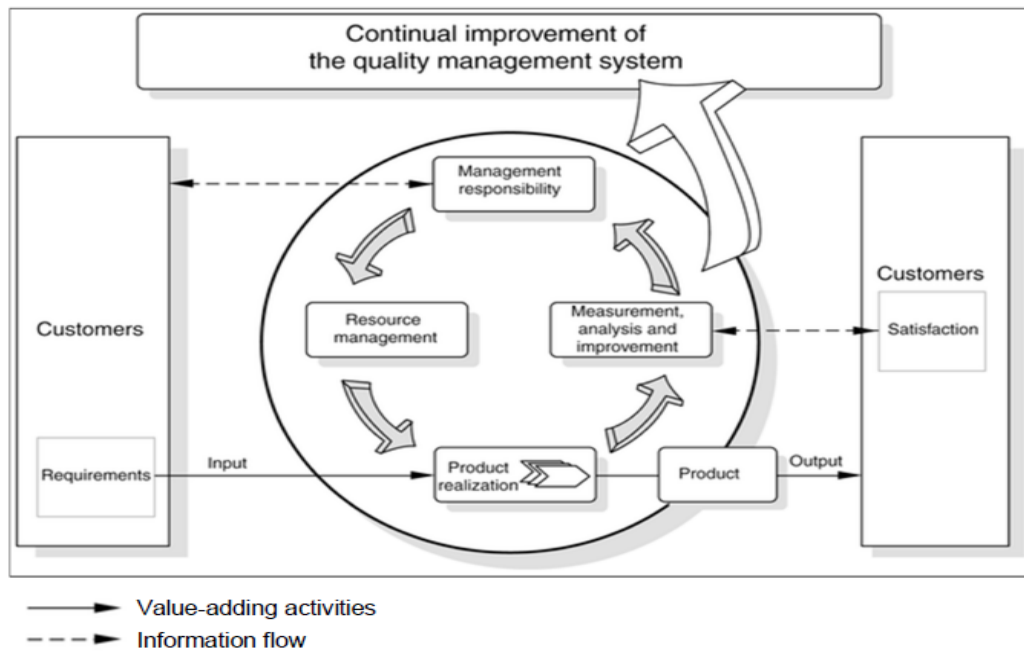 Continual improvement of
the quality management system
Management
responsibility
Customers
Resource
management
Measurement,
analysis and
improvement
Customers
Satisfaction
Requirements
Input
Product
realization
Product
Output
Value-adding activities
Information flow